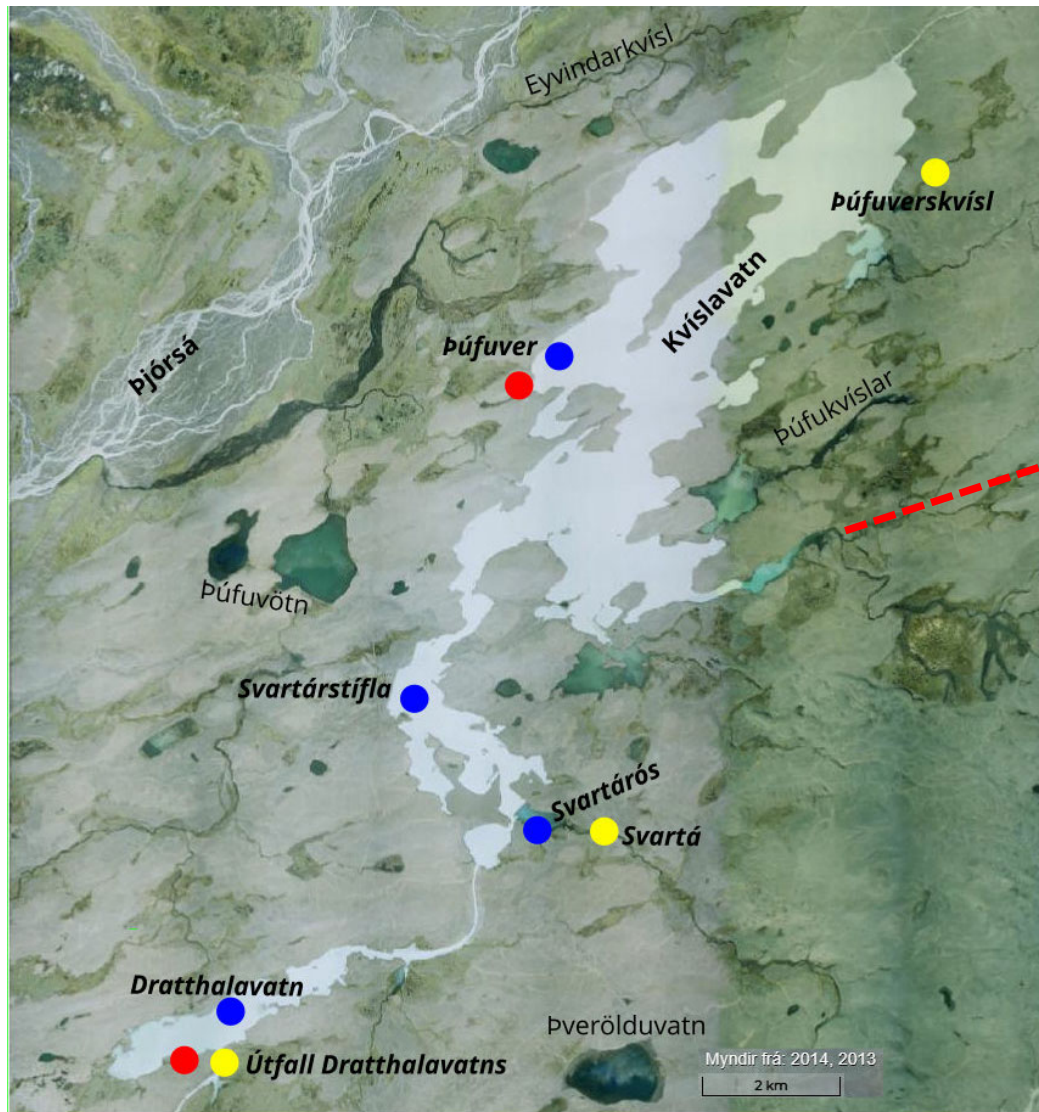 Eyvindarkvísl
Þúfuverskvísl
Kvíslavatn
Þúfuver
Þjórsá
Þúfukvíslar
Þúfuvötn
Svartárstífla
Svartárós
Svartá
Dratthalavatn
Þverölduvatn
Útfall Dratthalavatns
Myndir frá: 2014, 2013
2 km